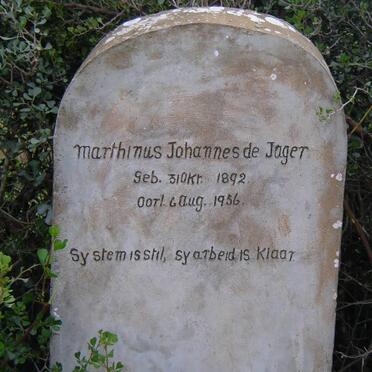 Marthinus Johannes de Jager
Geb. 31 Okt. 1892.
Oorl. 6 Aug. 1956.
Sy stem is stil, sy arbeid is klaar